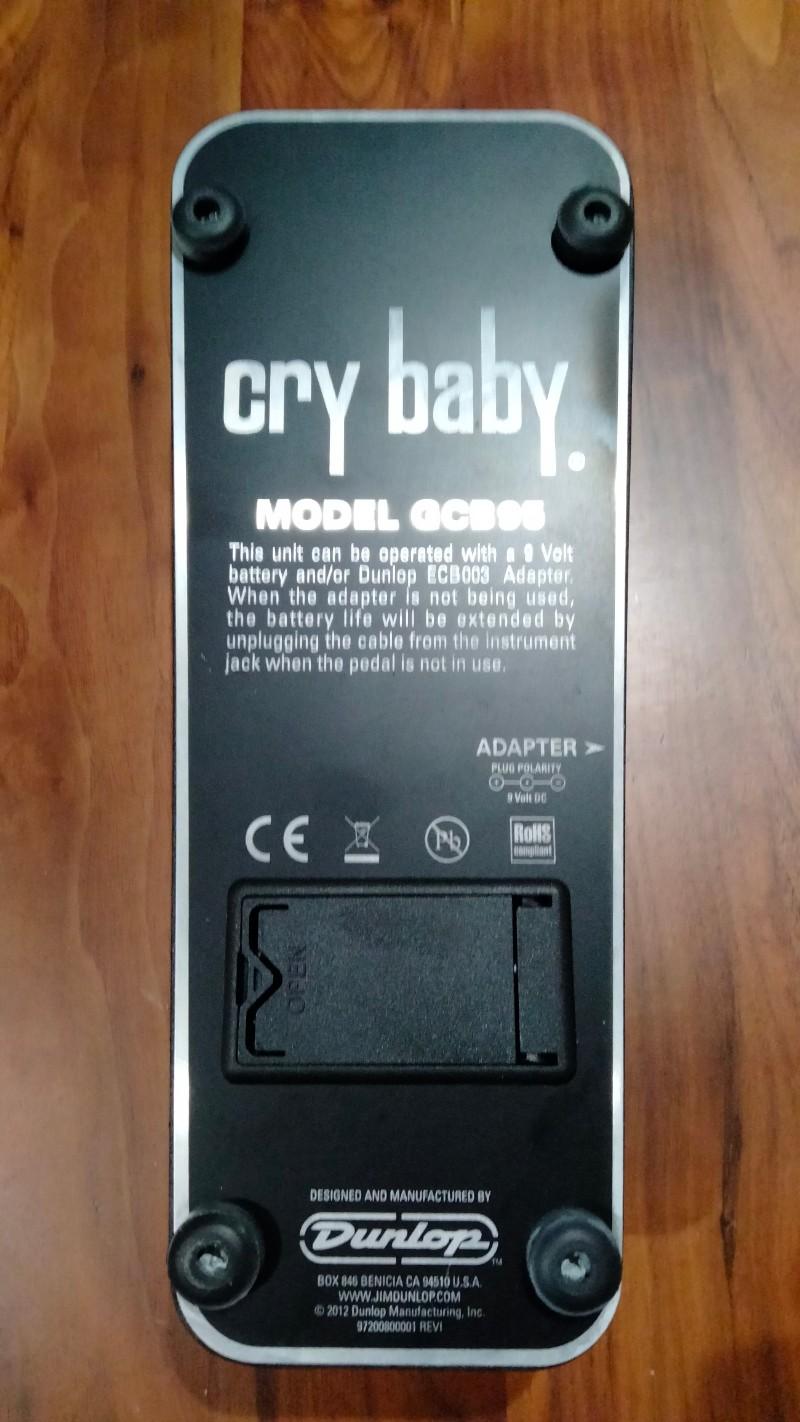 cry baby.
MODEL GCB95
This unit can be operated with a 9 Volt
battery and/or Dunlop ECB003 Adapter.
When the adapter is not being used,
the battery life will be extended by
unplugging the cable from the instrument
jack when the pedal is not in use.
ADAPTER
PLUG POLARITY
9 Volt DC
CE
Pb
RoHS
compliant
OPEN
DESIGNED AND MANUFACTURED BY
Dunlop™
BOX 846 BENICIA CA 94510 U.S.A.
WWW.JIMDUNLOP.COM
© 2012 Dunlop Manufacturing, Inc.
97200800001 REVI